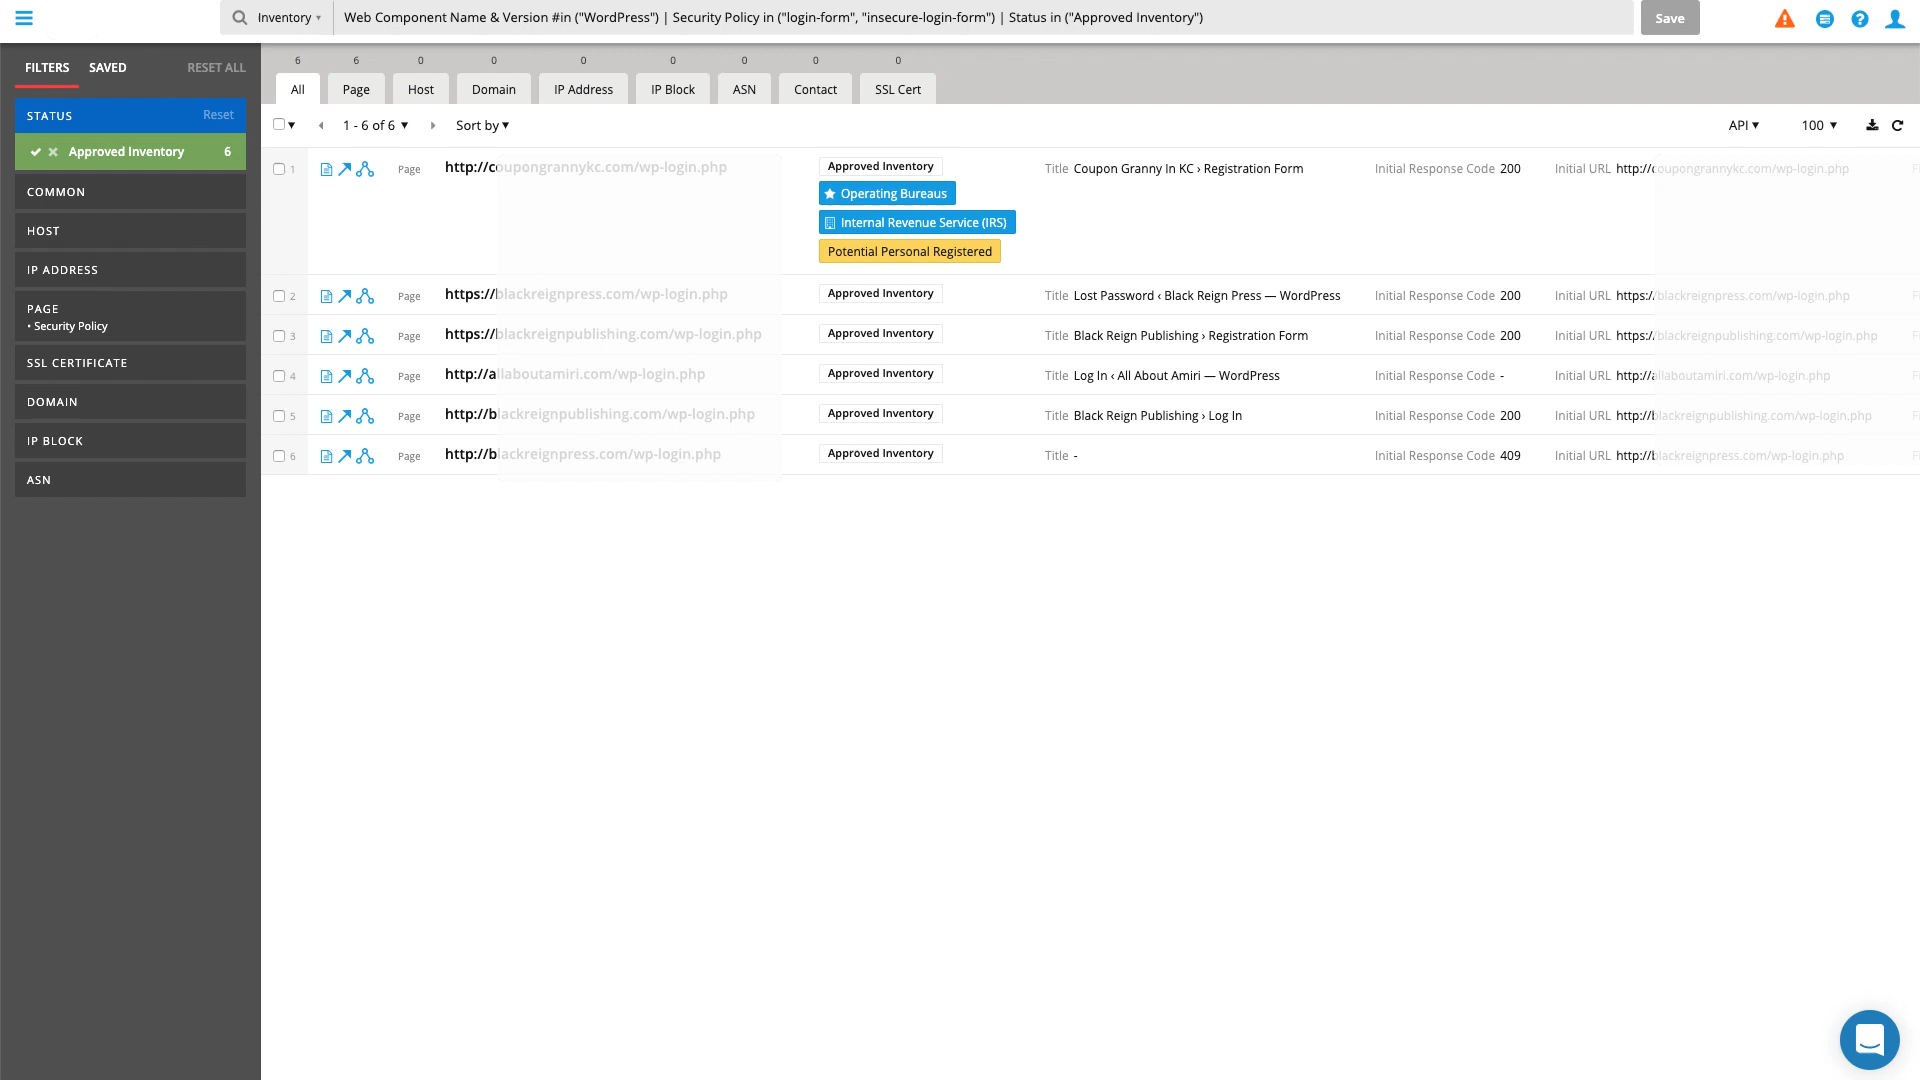 Inventory
Web Component Name & Version #in ("WordPress") | Security Policy in ("login-form", "insecure-login-form") | Status in ("Approved Inventory")
Save
FILTERS SAVED RESET ALL
STATUS Reset
Approved Inventory 6
COMMON
HOST
IP ADDRESS
PAGE
• Security Policy
SSL CERTIFICATE
DOMAIN
IP BLOCK
ASN
6 6 0 0 0 0 0 0 0
All Page Host Domain IP Address IP Block ASN Contact SSL Cert
1 - 6 of 6 Sort by API 100
1 Page http://coupongrannykc.com/wp-login.php Approved Inventory Title Coupon Granny In KC › Registration Form Initial Response Code 200 Initial URL http://coupongrannykc.com/wp-login.php
Operating Bureaus
Internal Revenue Service (IRS)
Potential Personal Registered
2 Page https://blackreignpress.com/wp-login.php Approved Inventory Title Lost Password ‹ Black Reign Press — WordPress Initial Response Code 200 Initial URL https://blackreignpress.com/wp-login.php
3 Page https://blackreignpublishing.com/wp-login.php Approved Inventory Title Black Reign Publishing › Registration Form Initial Response Code 200 Initial URL https://blackreignpublishing.com/wp-login.php
4 Page http://allaboutamiri.com/wp-login.php Approved Inventory Title Log In ‹ All About Amiri — WordPress Initial Response Code - Initial URL http://allaboutamiri.com/wp-login.php
5 Page http://blackreignpublishing.com/wp-login.php Approved Inventory Title Black Reign Publishing › Log In Initial Response Code 200 Initial URL http://blackreignpublishing.com/wp-login.php
6 Page http://blackreignpress.com/wp-login.php Approved Inventory Title - Initial Response Code 409 Initial URL http://blackreignpress.com/wp-login.php